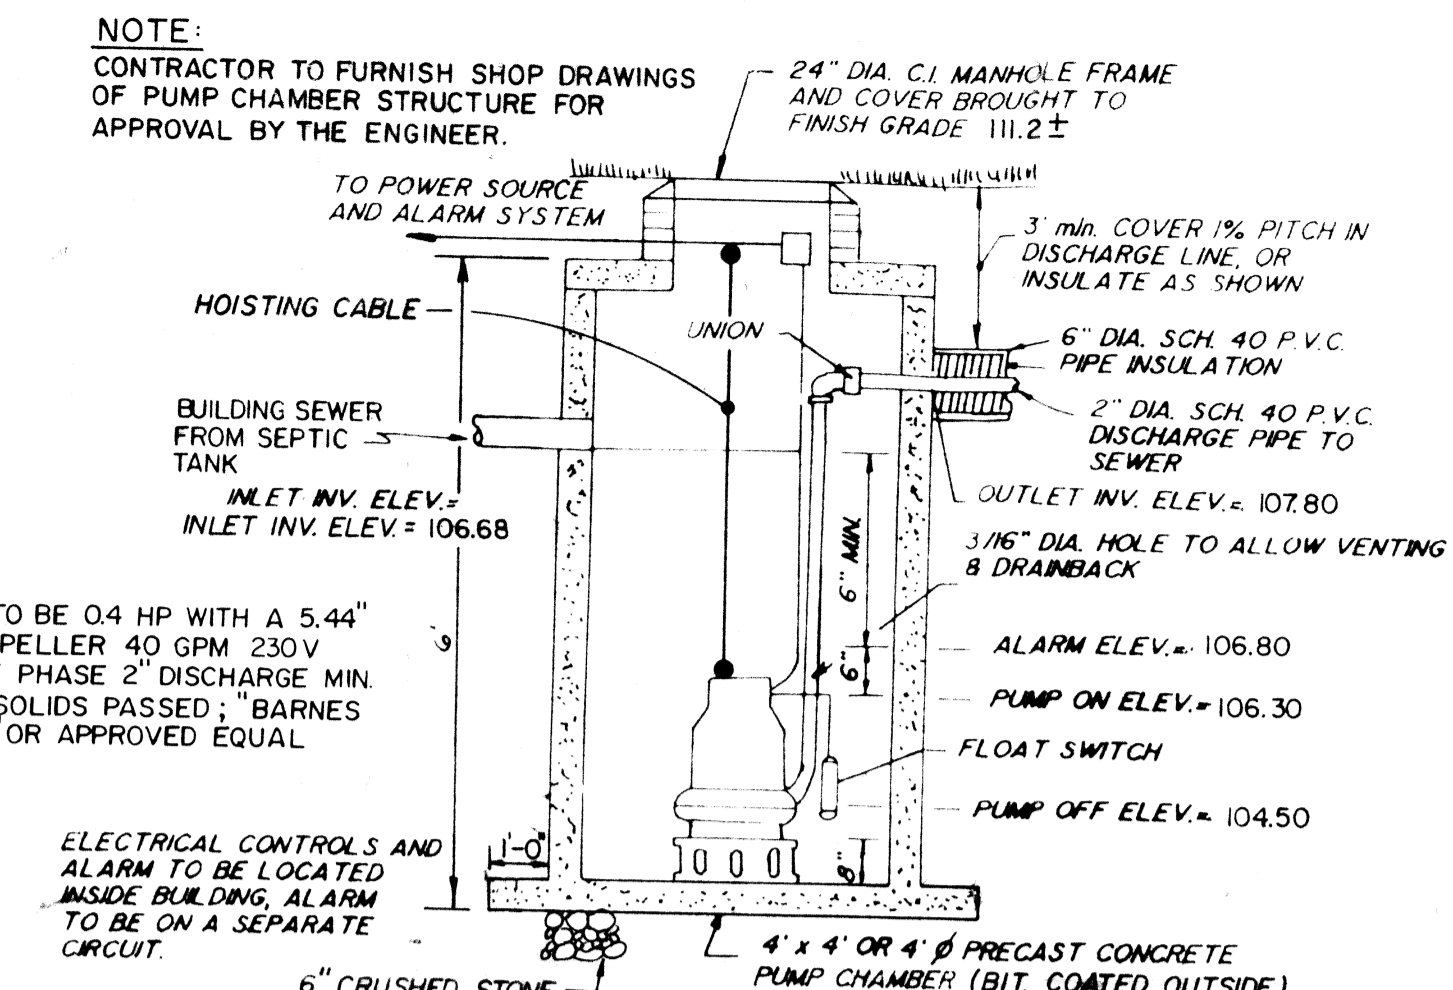 NOTE:
CONTRACTOR TO FURNISH SHOP DRAWINGS
OF PUMP CHAMBER STRUCTURE FOR
APPROVAL BY THE ENGINEER.
24" DIA. C.I. MANHOLE FRAME
AND COVER BROUGHT TO
FINISH GRADE 111.2±
TO POWER SOURCE
AND ALARM SYSTEM
3' min. COVER 1% PITCH IN
DISCHARGE LINE, OR
INSULATE AS SHOWN
HOISTING CABLE
UNION
6" DIA. SCH. 40 P.V.C.
PIPE INSULATION
BUILDING SEWER
FROM SEPTIC
TANK
2" DIA. SCH. 40 P.V.C.
DISCHARGE PIPE TO
SEWER
INLET INV. ELEV.=
INLET INV. ELEV.= 106.68
OUTLET INV. ELEV.= 107.80
6" MIN.
3/16" DIA. HOLE TO ALLOW VENTING
& DRAINBACK
TO BE 0.4 HP WITH A 5.44"
PELLER 40 GPM 230V
PHASE 2" DISCHARGE MIN.
SOLIDS PASSED; "BARNES
OR APPROVED EQUAL
6'
6"
ALARM ELEV.= 106.80
PUMP ON ELEV.= 106.30
FLOAT SWITCH
PUMP OFF ELEV.= 104.50
ELECTRICAL CONTROLS AND
ALARM TO BE LOCATED
INSIDE BUILDING, ALARM
TO BE ON A SEPARATE
CIRCUIT.
1'-0"
8"
4' x 4' OR 4' Ø PRECAST CONCRETE
PUMP CHAMBER (BIT. COATED OUTSIDE)
6" CRUSHED STONE